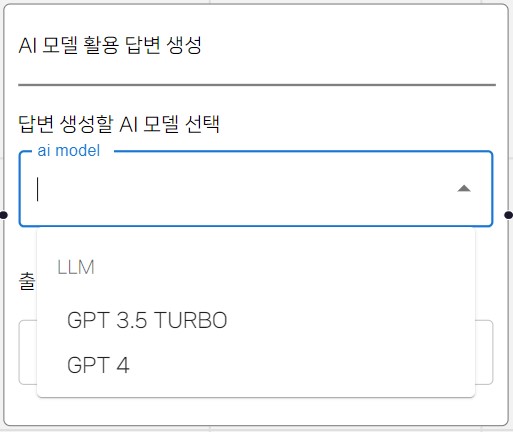 AI 모델 활용 답변 생성
답변 생성할 AI 모델 선택
ai model
LLM
출
GPT 3.5 TURBO
GPT 4